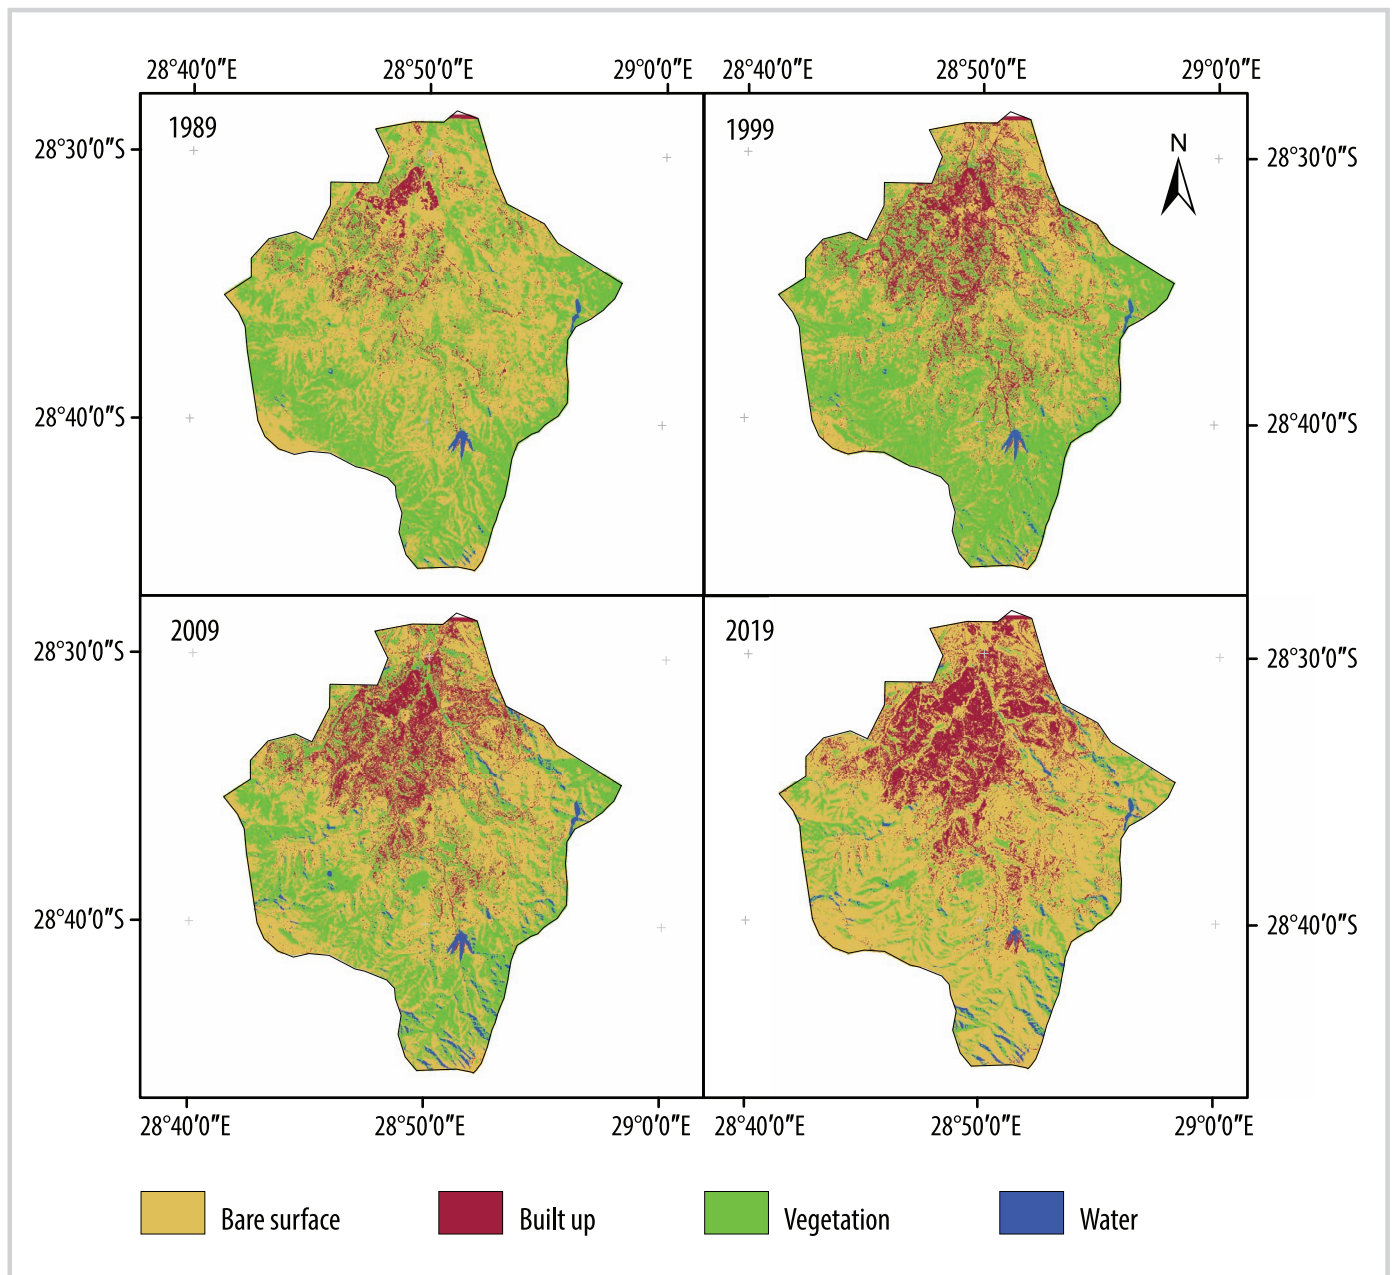 28°40′0″E 28°50′0″E 29°0′0″E 28°40′0″E 28°50′0″E 29°0′0″E
1989
1999
N
28°30′0″S
28°30′0″S
28°40′0″S
28°40′0″S
2009
2019
28°30′0″S
28°30′0″S
28°40′0″S
28°40′0″S
28°40′0″E 28°50′0″E 29°0′0″E 28°40′0″E 28°50′0″E 29°0′0″E
Bare surface Built up Vegetation Water